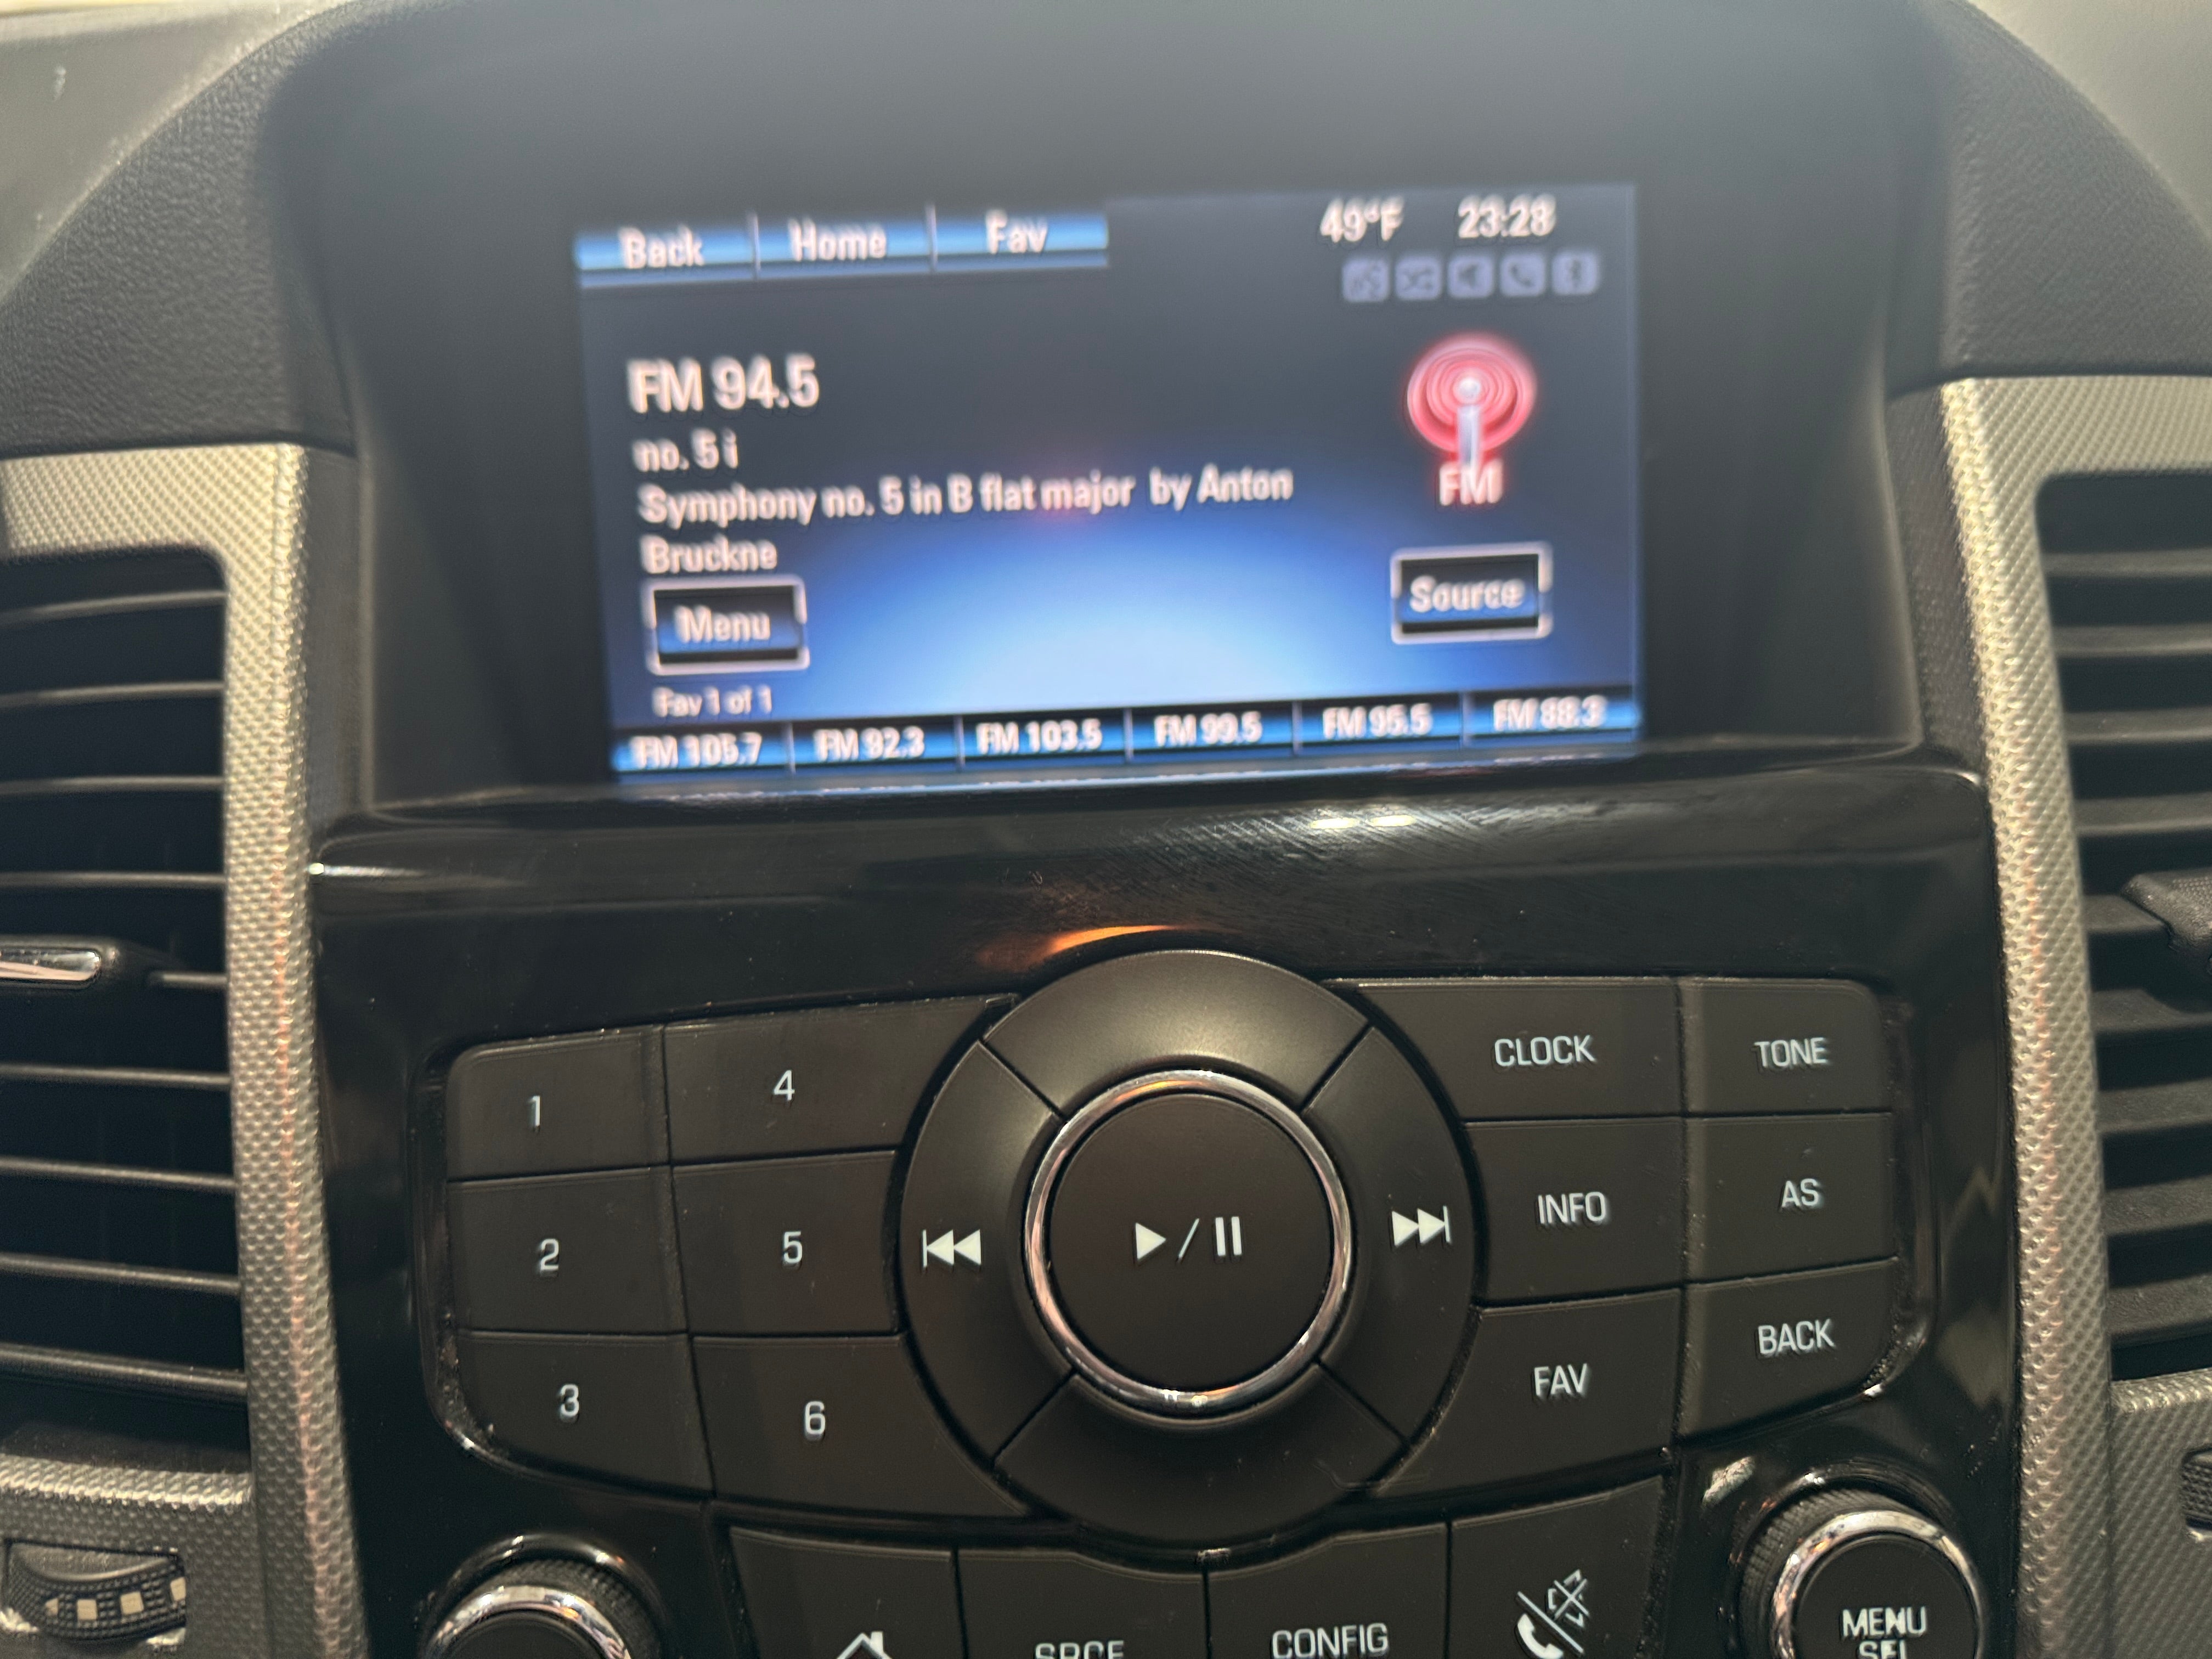 Back Home Fav 49°F 23:28
FM 94.5
no. 5 i
Symphony no. 5 in B flat major by Anton
Bruckne
FM
Menu
Source
Fav 1 of 1
FM 105.7 FM 92.3 FM 103.5 FM 99.5 FM 95.5 FM 88.3
1 4 CLOCK TONE
2 5 INFO AS
3 6 FAV BACK
SRCE CONFIG MENU
SEL